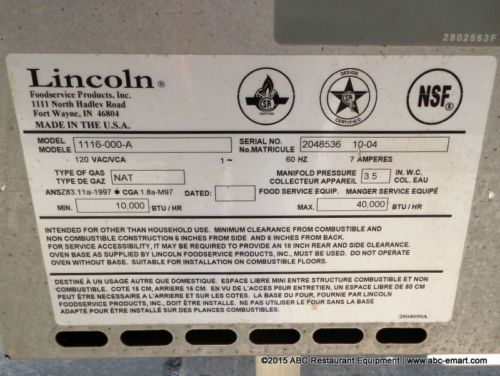 2802563F
Lincoln®
Foodservice Products, Inc.
1111 North Hadley Road
Fort Wayne, IN 46804
MADE IN THE U.S.A.
DESIGN
CERTIFIED
NSF®
MODEL MODELE 1116-000-A SERIAL NO. No.MATRICULE 2048536 10-04
120 VAC/VCA 1~ 60 HZ 7 AMPERES
TYPE OF GAS TYPE DE GAZ NAT MANIFOLD PRESSURE COLLECTEUR APPAREIL 3.5 IN. W.C. COL. EAU
ANSZ83.11a-1997 ● CGA 1.8a-M97 DATED: FOOD SERVICE EQUIP. MANGER SERVICE EQUIPÉ
MIN. 10,000 BTU / HR MAX. 40,000 BTU / HR
INTENDED FOR OTHER THAN HOUSEHOLD USE. MINIMUM CLEARANCE FROM COMBUSTIBLE AND
NON COMBUSTIBLE CONSTRUCTION 6 INCHES FROM SIDE AND 6 INCHES FROM BACK.
FOR SERVICE ACCESSIBILITY, IT MAY BE REQUIRED TO PROVIDE AN 18 INCH REAR AND SIDE CLEARANCE.
OVEN BASE AS SUPPLIED BY LINCOLN FOODSERVICE PRODUCTS, INC., MUST BE USED. DO NOT OPERATE
OVEN WITHOUT BASE. SUITABLE FOR INSTALLATION ON COMBUSTIBLE FLOORS.
DESTINÉ À UN USAGE AUTRE QUE DOMESTIQUE. ESPACE LIBRE MINI ENTRE STRUCTURE COMBUSTIBLE ET NON
COMBUSTIBLE. COTE 16 CM, ARRIERE 16 CM. EN VU DE L'ACCES POUR L'ENTRETIEN, UN ESPACE LIBRE DE 50 CM
PEUT ÊTRE NECESSAIRE A L'ARRIERE ET SUR LES COTES. LA BASE DU FOUR, FOURNIE PAR LINCOLN
FOODSERVICE PRODUCTS, INC., DOIT ÊTRE INSTALLÉE. NE PAS UTILISER LE FOUR SANS BASE
ADAPTE POUR ÊTRE INSTALLÉ SUR UN SOL COMBUSTIBLE.
2804099A
©2015 ABC Restaurant Equipment | www.abc-emart.com